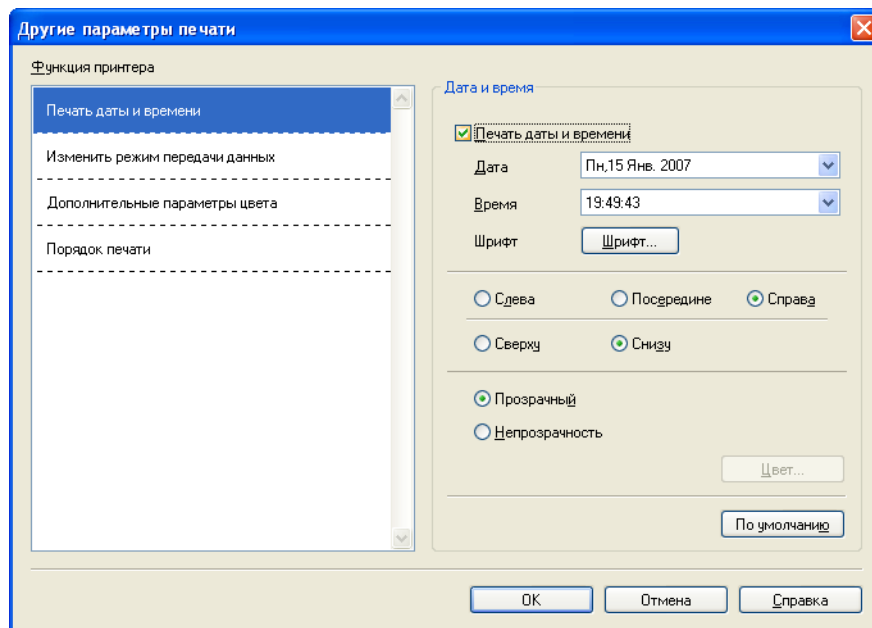 Другие параметры печати
Функция принтера
Печать даты и времени
Изменить режим передачи данных
Дополнительные параметры цвета
Порядок печати
Дата и время
Печать даты и времени
Дата Пн,15 Янв. 2007
Время 19:49:43
Шрифт Шрифт...
Слева Посередине Справа
Сверху Снизу
Прозрачный
Непрозрачность
Цвет...
По умолчанию
OK Отмена Справка